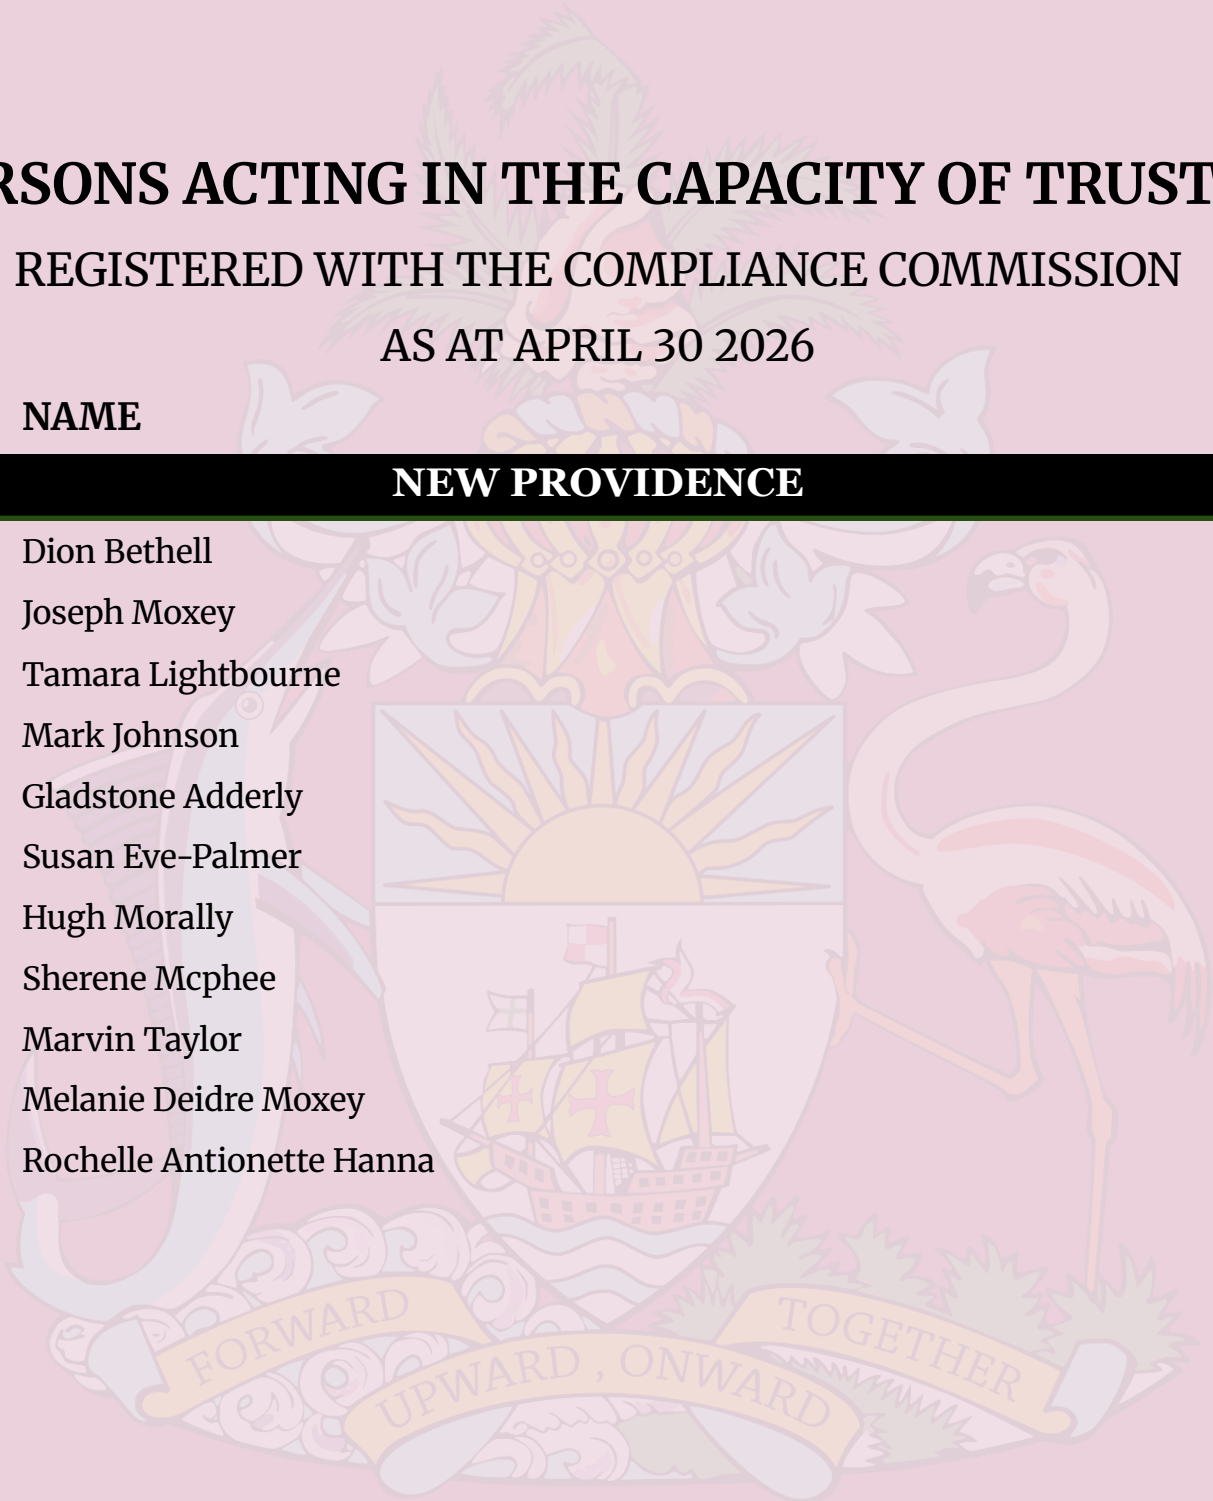 RSONS ACTING IN THE CAPACITY OF TRUST
REGISTERED WITH THE COMPLIANCE COMMISSION
AS AT APRIL 30 2026
NAME
NEW PROVIDENCE
Dion Bethell
Joseph Moxey
Tamara Lightbourne
Mark Johnson
Gladstone Adderly
Susan Eve-Palmer
Hugh Morally
Sherene Mcphee
Marvin Taylor
Melanie Deidre Moxey
Rochelle Antionette Hanna
FORWARD
UPWARD , ONWARD
TOGETHER